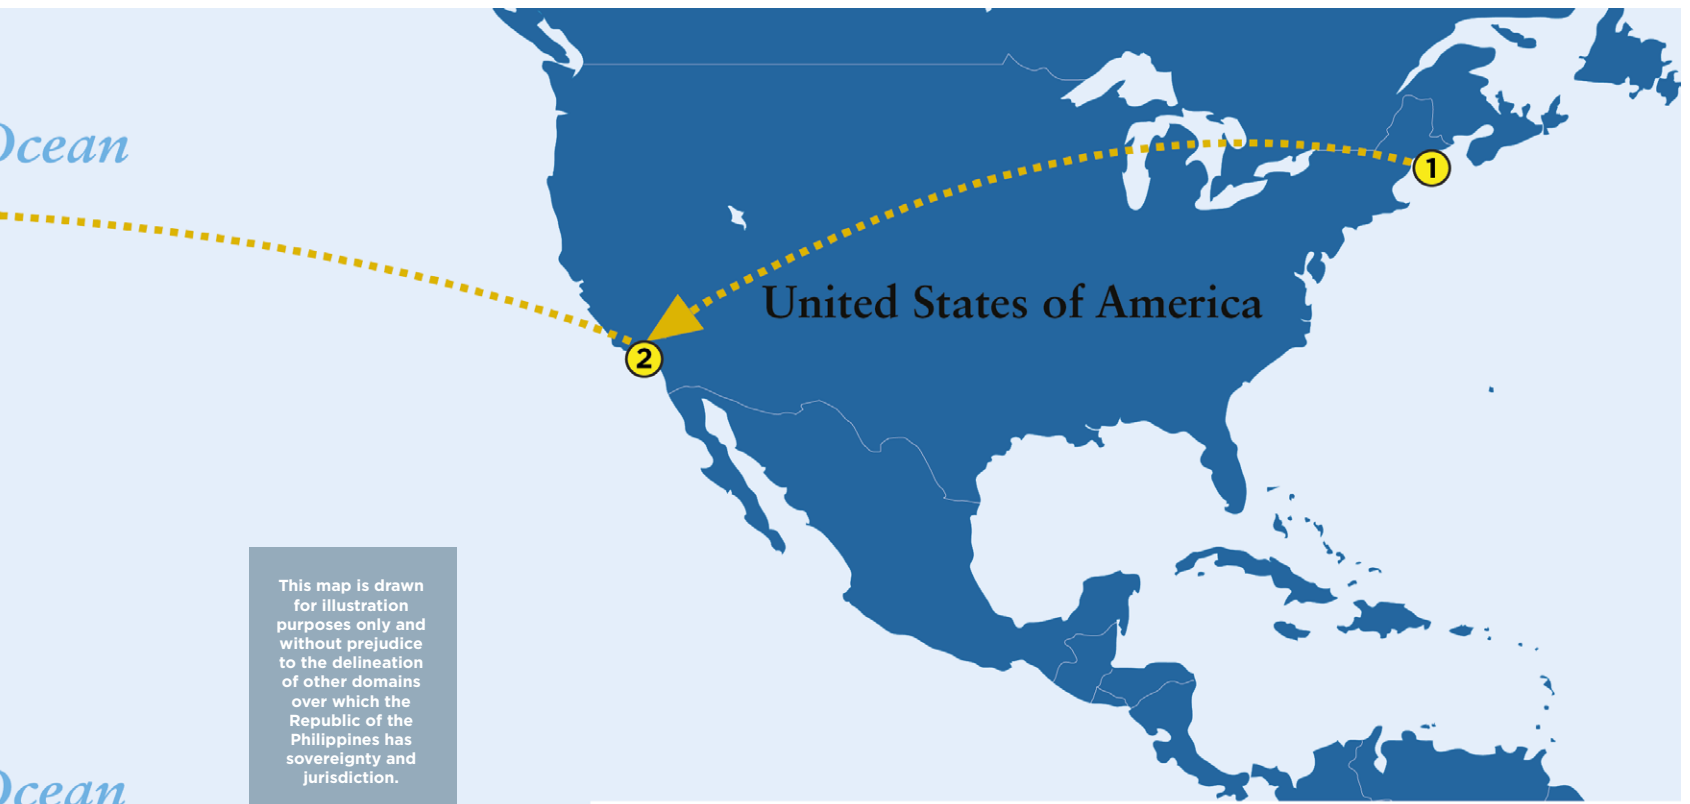 Ocean
1
United States of America
2
This map is drawn
for illustration
purposes only and
without prejudice
to the delineation
of other domains
over which the
Republic of the
Philippines has
sovereignty and
jurisdiction.
Ocean